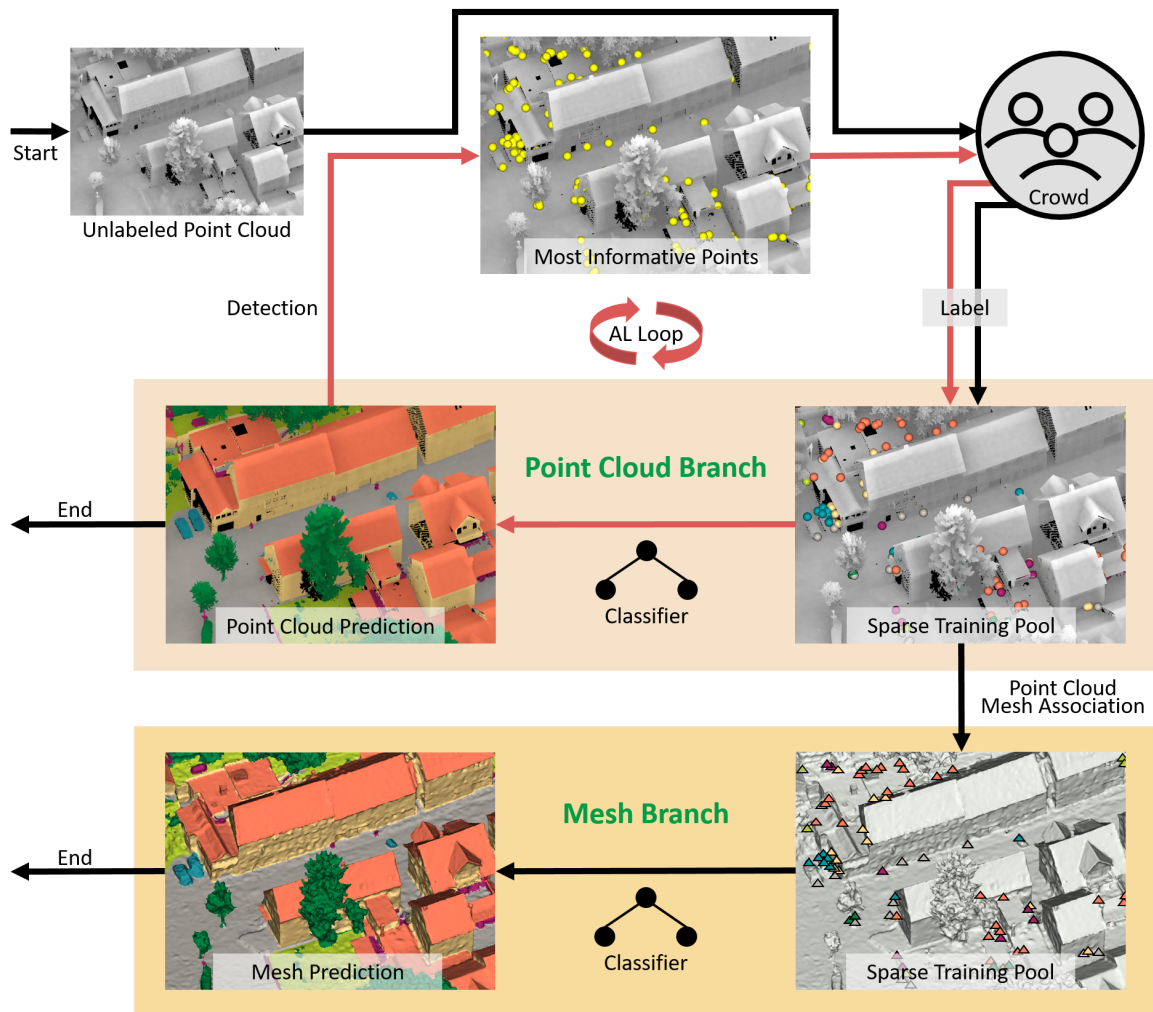 Start
Unlabeled Point Cloud
Most Informative Points
Crowd
Detection
AL Loop
Label
Point Cloud Branch
End
Classifier
Point Cloud Prediction
Sparse Training Pool
Point Cloud
Mesh Association
Mesh Branch
End
Classifier
Mesh Prediction
Sparse Training Pool